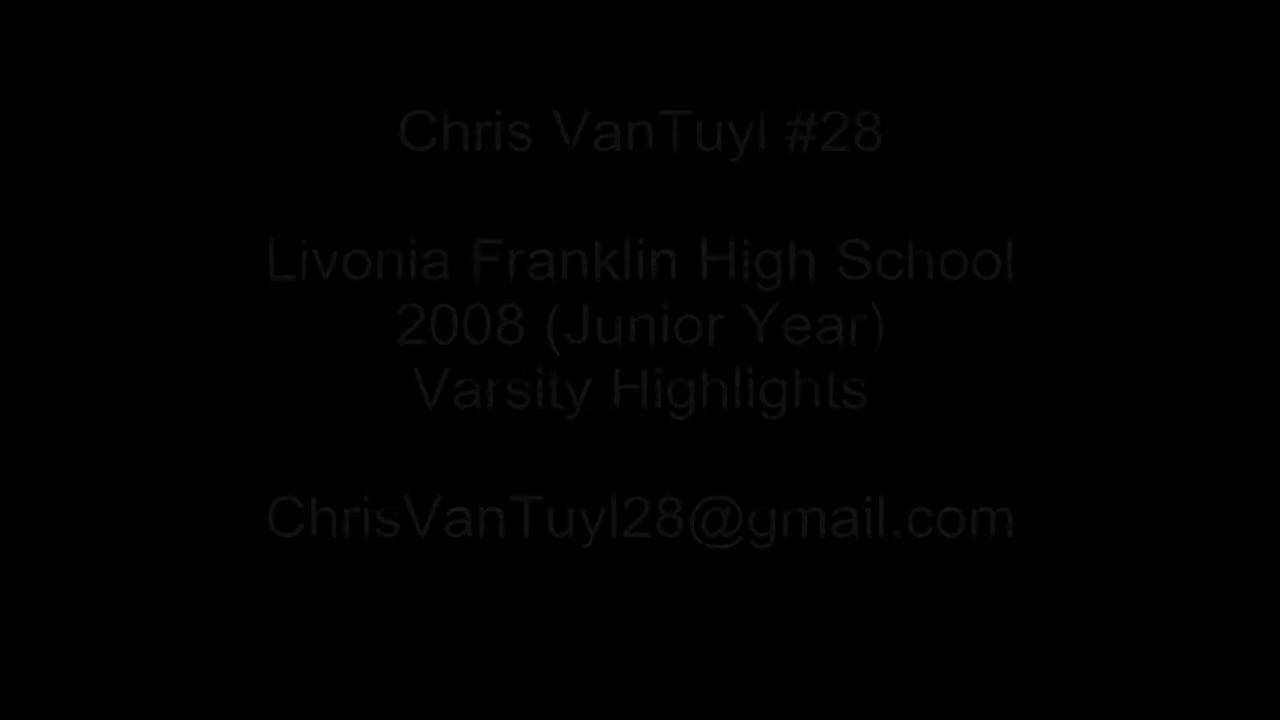 Chris VanTuyl #28
Livonia Franklin High School
2008 (Junior Year)
Varsity Highlights
ChrisVanTuyl28@gmail.com